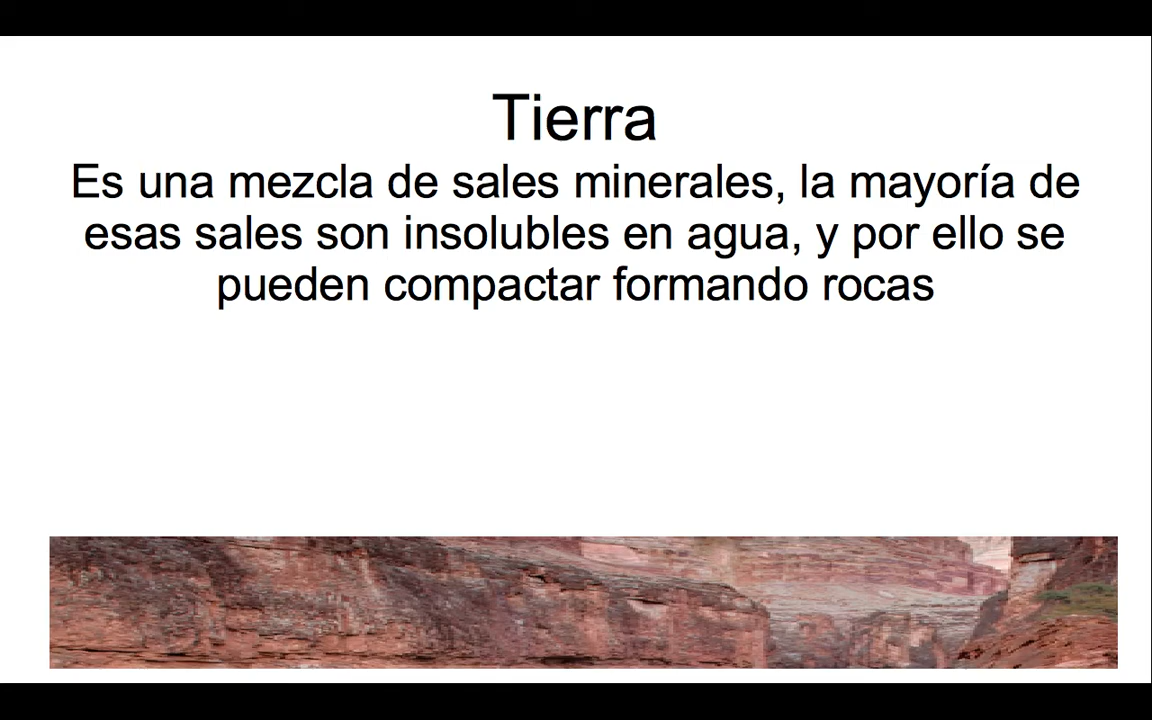 Tierra
Es una mezcla de sales minerales, la mayoría de
esas sales son insolubles en agua, y por ello se
pueden compactar formando rocas